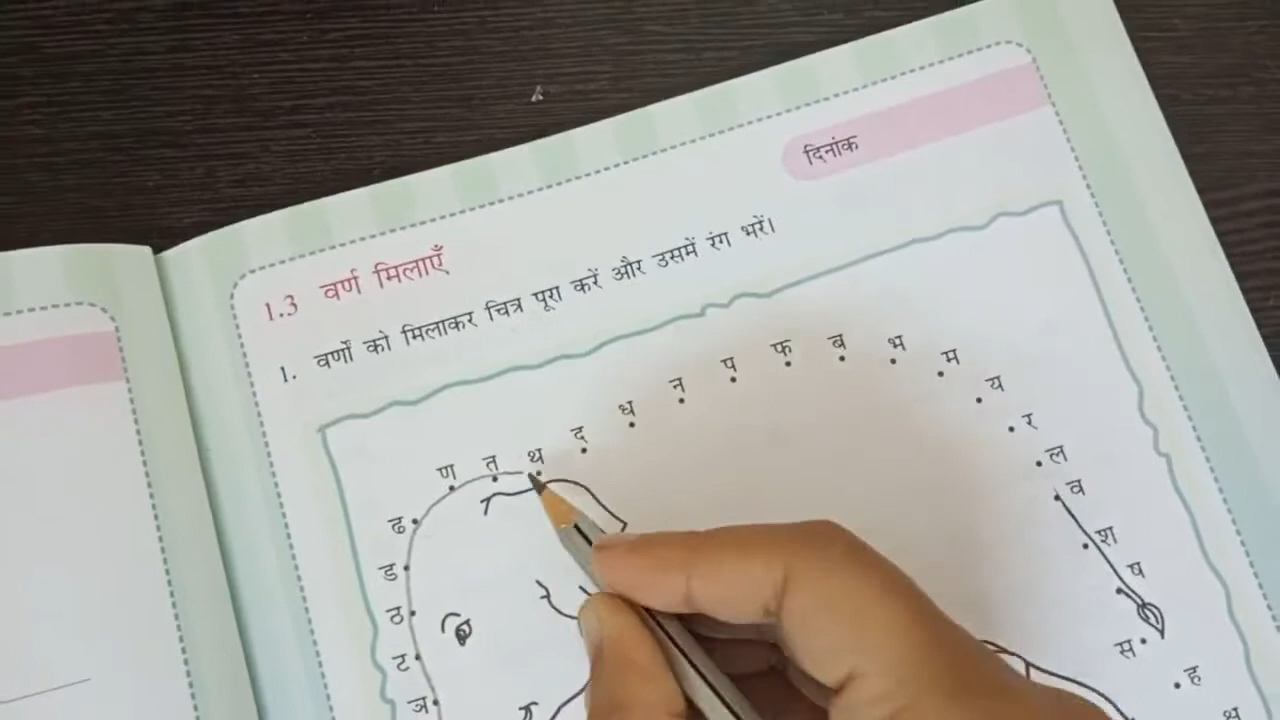 दिनांक
1.3 वर्ण मिलाएँ
1. वर्णों को मिलाकर चित्र पूरा करें और उसमें रंग भरें।
ञ
ट
ठ
ड
ढ
ण
त
थ
द
ध
न
प
फ
ब
भ
म
य
र
ल
व
श
ष
स
ह